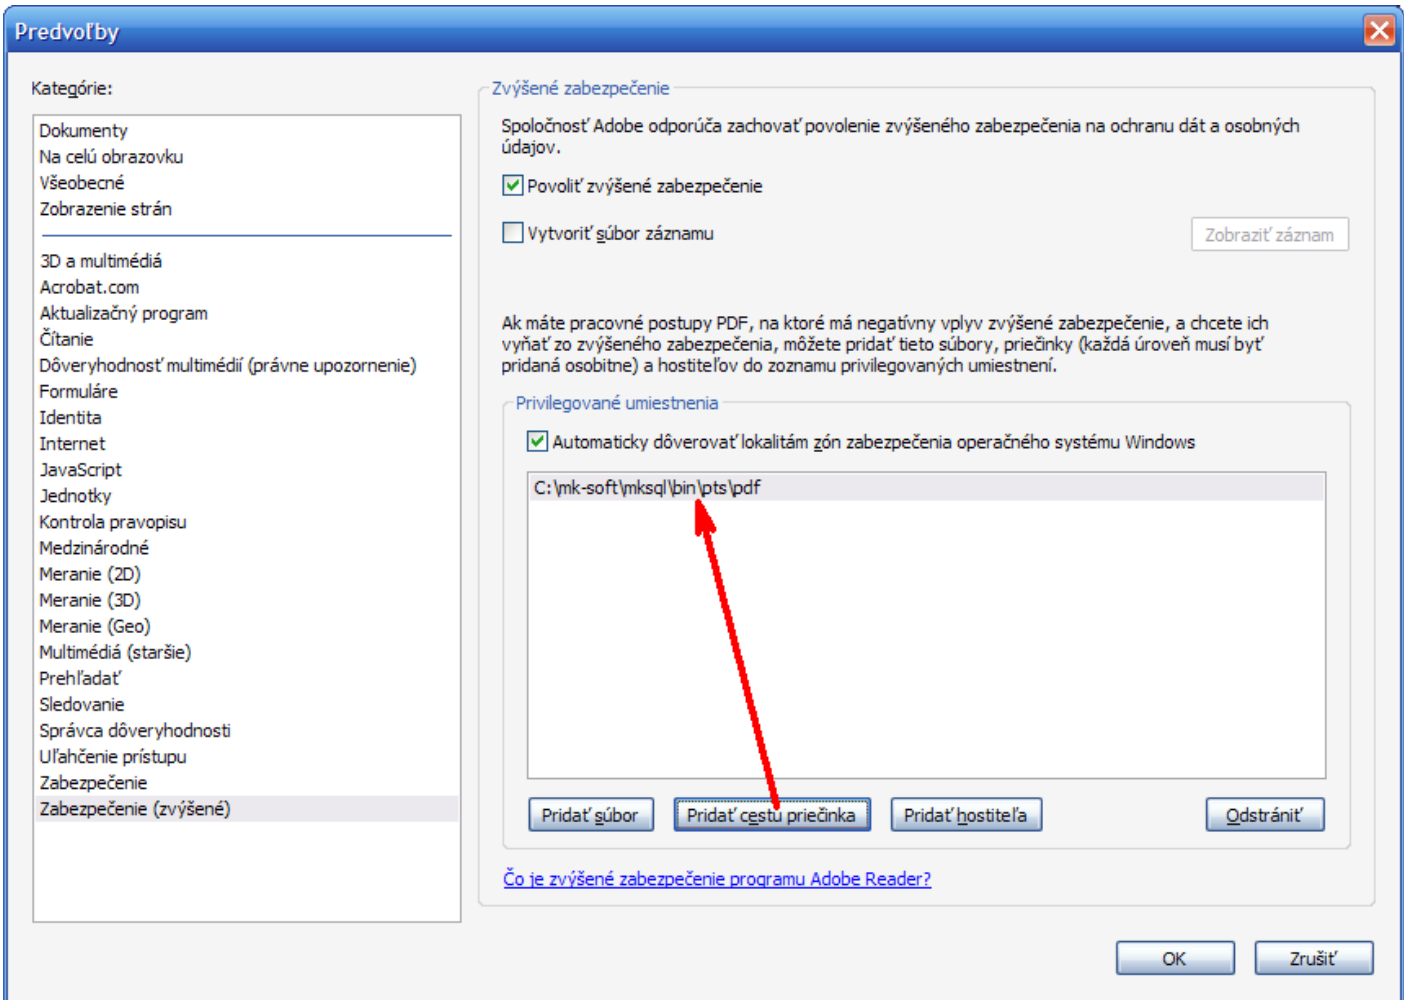 Predvoľby
Kategórie:
Dokumenty
Na celú obrazovku
Všeobecné
Zobrazenie strán
3D a multimédiá
Acrobat.com
Aktualizačný program
Čítanie
Dôveryhodnosť multimédií (právne upozornenie)
Formuláre
Identita
Internet
JavaScript
Jednotky
Kontrola pravopisu
Medzinárodné
Meranie (2D)
Meranie (3D)
Meranie (Geo)
Multimédiá (staršie)
Prehľadať
Sledovanie
Správca dôveryhodnosti
Uľahčenie prístupu
Zabezpečenie
Zabezpečenie (zvýšené)
Zvýšené zabezpečenie
Spoločnosť Adobe odporúča zachovať povolenie zvýšeného zabezpečenia na ochranu dát a osobných
údajov.
Povoliť zvýšené zabezpečenie
Vytvoriť súbor záznamu
Zobraziť záznam
Ak máte pracovné postupy PDF, na ktoré má negatívny vplyv zvýšené zabezpečenie, a chcete ich
vyňať zo zvýšeného zabezpečenia, môžete pridať tieto súbory, priečinky (každá úroveň musí byť
pridaná osobitne) a hostiteľov do zoznamu privilegovaných umiestnení.
Privilegované umiestnenia
Automaticky dôverovať lokalitám zón zabezpečenia operačného systému Windows
C:\mk-soft\mksql\bin\pts\pdf
Pridať súbor
Pridať cestu priečinka
Pridať hostiteľa
Odstrániť
Čo je zvýšené zabezpečenie programu Adobe Reader?
OK
Zrušiť